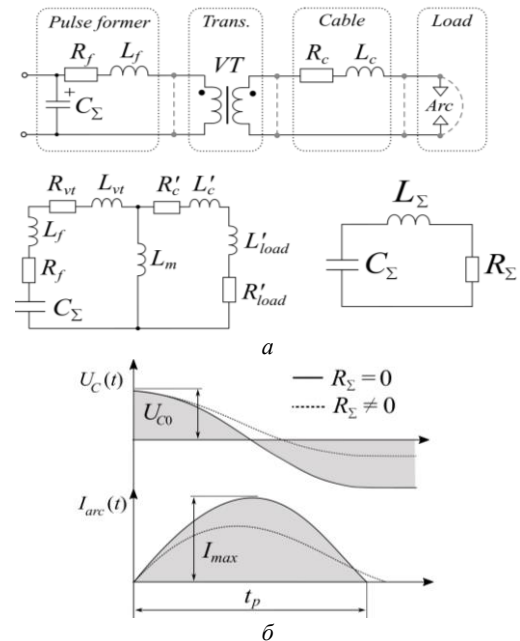 Pulse former Trans. Cable Load
R_f L_f VT R_c L_c
+ C_Σ Arc
R_vt L_vt R'_c L'_c L_Σ
L_f L'_load
L_m C_Σ R_Σ
R_f R'_load
C_Σ
а
U_C(t) R_Σ = 0
U_C0 R_Σ ≠ 0
I_arc(t)
I_max
t_p
б